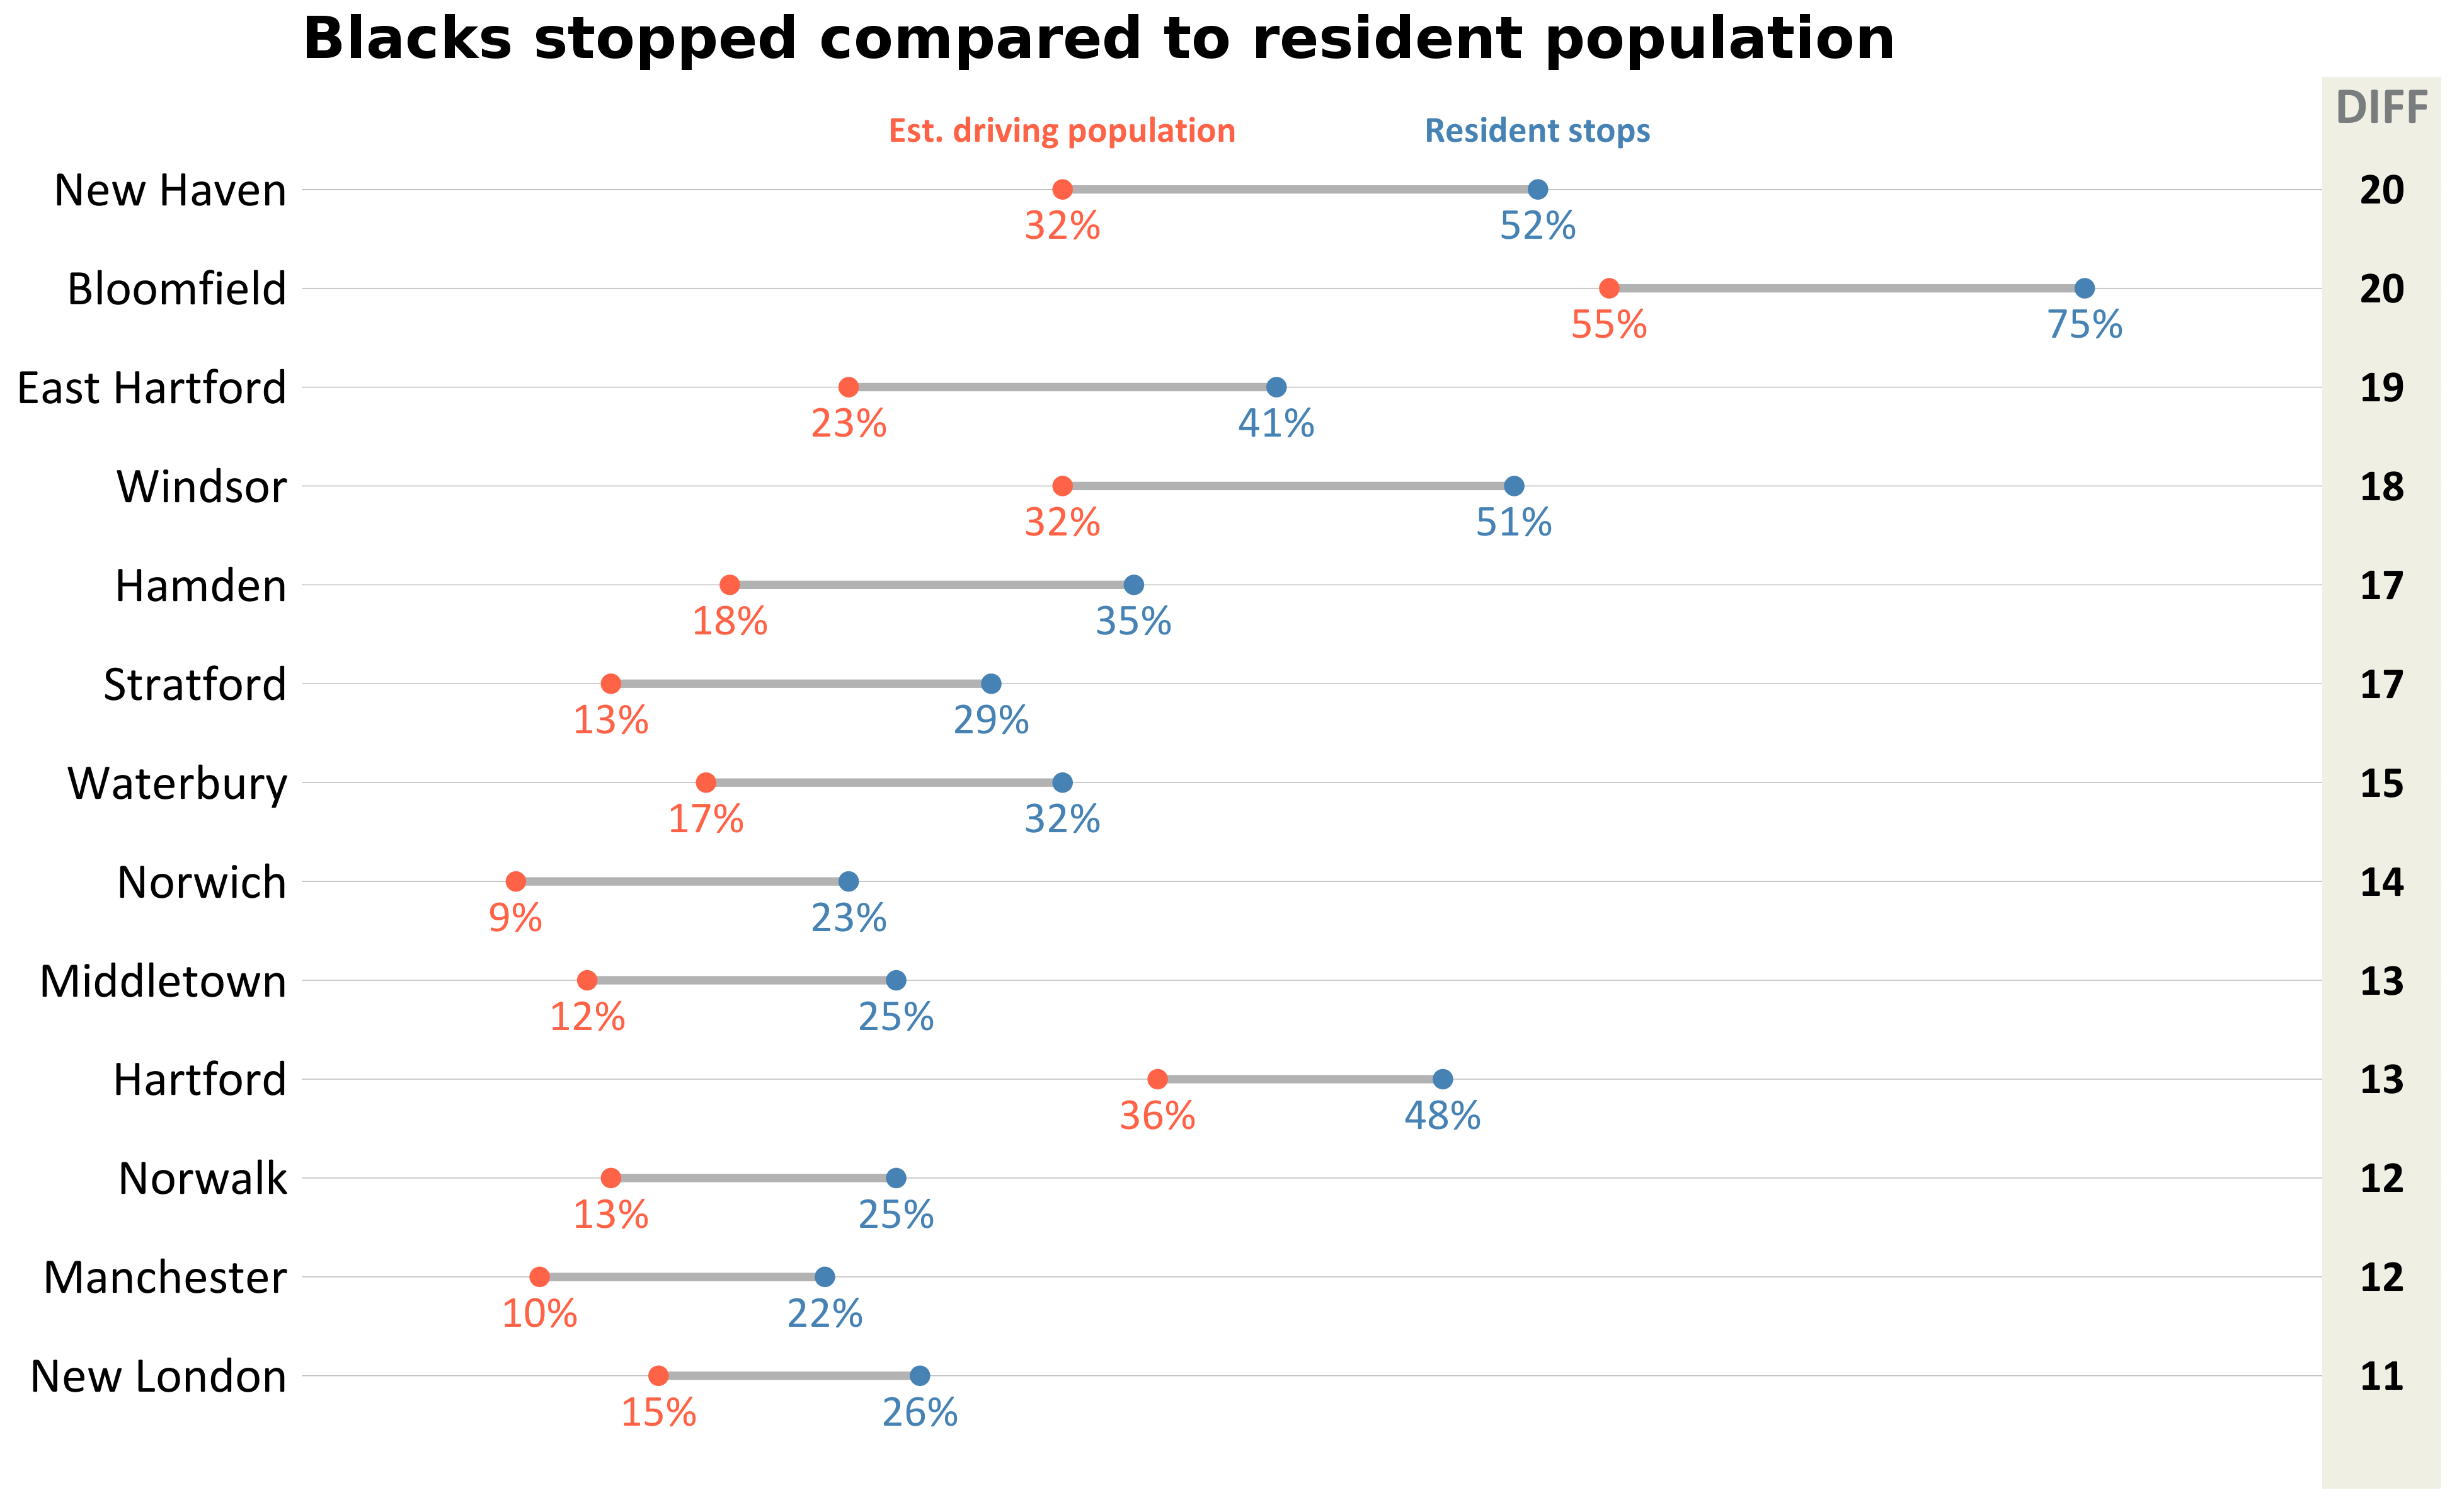 Blacks stopped compared to resident population
DIFF
Est. driving population Resident stops
New Haven 20
32% 52%
Bloomfield 20
55% 75%
East Hartford 19
23% 41%
Windsor 18
32% 51%
Hamden 17
18% 35%
Stratford 17
13% 29%
Waterbury 15
17% 32%
Norwich 14
9% 23%
Middletown 13
12% 25%
Hartford 13
36% 48%
Norwalk 12
13% 25%
Manchester 12
10% 22%
New London 11
15% 26%